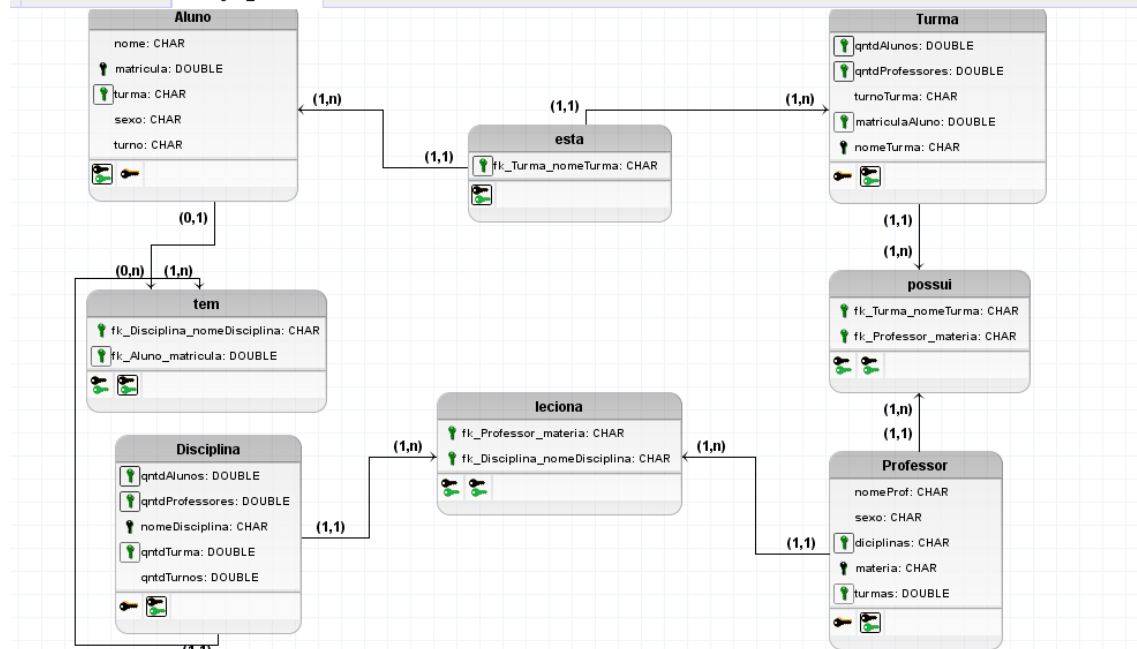 Aluno
nome: CHAR
matricula: DOUBLE
turma: CHAR
sexo: CHAR
turno: CHAR
(1,n)
(1,1)
(0,1)
esta
fk_Turma_nomeTurma: CHAR
(1,1)
(1,n)
Turma
qntdAlunos: DOUBLE
qntdProfessores: DOUBLE
turnoTurma: CHAR
matriculaAluno: DOUBLE
nomeTurma: CHAR
(1,1)
(1,n)
(0,n)
(1,n)
tem
fk_Disciplina_nomeDisciplina: CHAR
fk_Aluno_matricula: DOUBLE
possui
fk_Turma_nomeTurma: CHAR
fk_Professor_materia: CHAR
(1,n)
(1,1)
leciona
fk_Professor_materia: CHAR
fk_Disciplina_nomeDisciplina: CHAR
(1,n)
(1,n)
(1,1)
(1,1)
Disciplina
qntdAlunos: DOUBLE
qntdProfessores: DOUBLE
nomeDisciplina: CHAR
qntdTurma: DOUBLE
qntdTurnos: DOUBLE
(1,1)
Professor
nomeProf: CHAR
sexo: CHAR
diciplinas: CHAR
materia: CHAR
turmas: DOUBLE